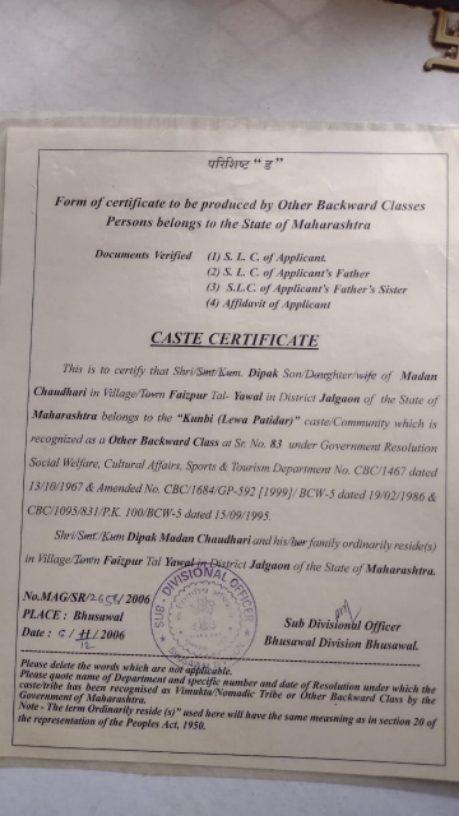 परिशिष्ट “ड”
Form of certificate to be produced by Other Backward Classes
Persons belongs to the State of Maharashtra
Documents Verified (1) S. L. C. of Applicant.
(2) S. L. C. of Applicant's Father
(3) S.L.C. of Applicant's Father's Sister
(4) Affidavit of Applicant
CASTE CERTIFICATE
This is to certify that Shri/Smt/Kum. Dipak Son/Daughter/wife of Madan
Chaudhari in Village/Town Faizpur Tal- Yawal in District Jalgaon of the State of
Maharashtra belongs to the “Kunbi (Lewa Patidar)” caste/Community which is
recognized as a Other Backward Class at Sr. No. 83 under Government Resolution
Social Welfare, Cultural Affairs, Sports & Tourism Department No. CBC/1467 dated
13/10/1967 & Amended No. CBC/1684/GP-592 [1999]/ BCW-5 dated 19/02/1986 &
CBC/1095/831/P.K. 100/BCW-5 dated 15/09/1995.
Shri/Smt./Kum Dipak Madan Chaudhari and his/her family ordinarily reside(s)
in Village/Town Faizpur Tal Yawal in District Jalgaon of the State of Maharashtra.
No.MAG/SR/2658/2006
PLACE : Bhusawal
Date : 6/11/2006
12
SUB - DIVISIONAL OFFICER
Sub Divisional Officer
Bhusawal Division Bhusawal.
Please delete the words which are not applicable.
Please quote name of Department and specific number and date of Resolution under which the
caste/tribe has been recognised as Vimukta/Nomadic Tribe or Other Backward Class by the
Government of Maharashtra.
Note - The term Ordinarily reside (s)" used here will have the same meaning as in section 20 of
the representation of the Peoples Act, 1950.